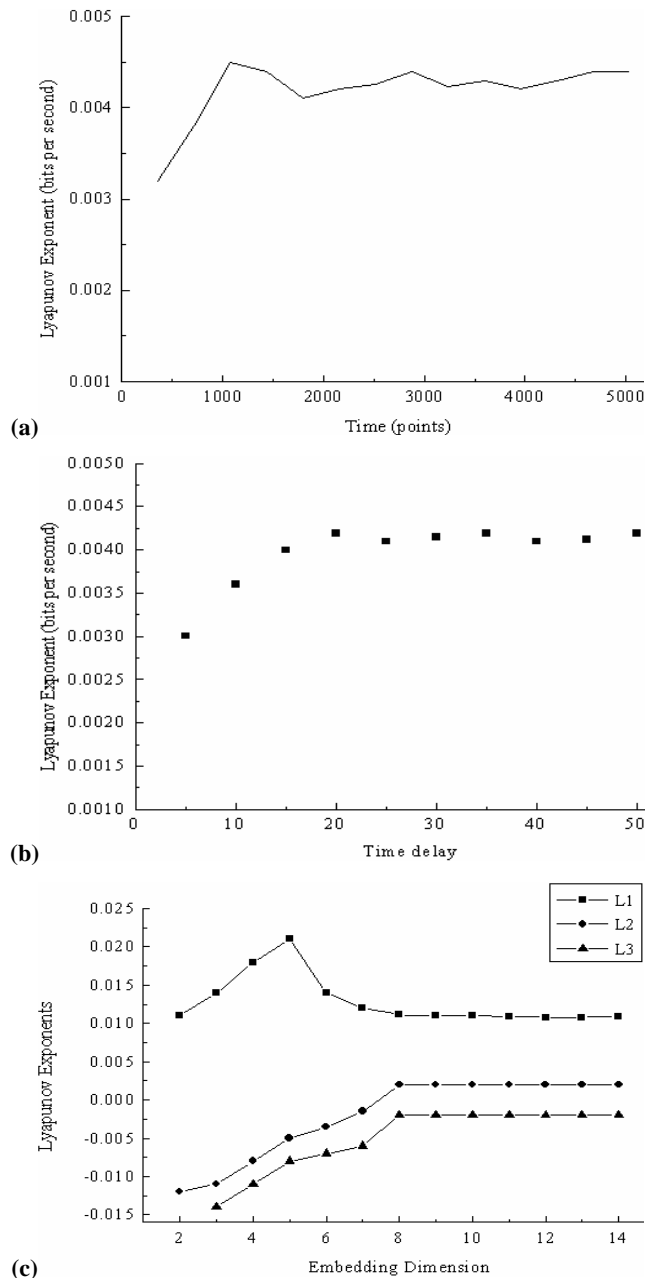 0.005
0.004
0.003
0.002
0.001
0 1000 2000 3000 4000 5000
Lyapunov Exponent (bits per second)
Time (points)
(a)
0.0050
0.0045
0.0040
0.0035
0.0030
0.0025
0.0020
0.0015
0.0010
0 10 20 30 40 50
Lyapunov Exponent (bits per second)
Time delay
(b)
L1
L2
L3
0.025
0.020
0.015
0.010
0.005
0.000
-0.005
-0.010
-0.015
2 4 6 8 10 12 14
Lyapunov Exponents
Embedding Dimension
(c)